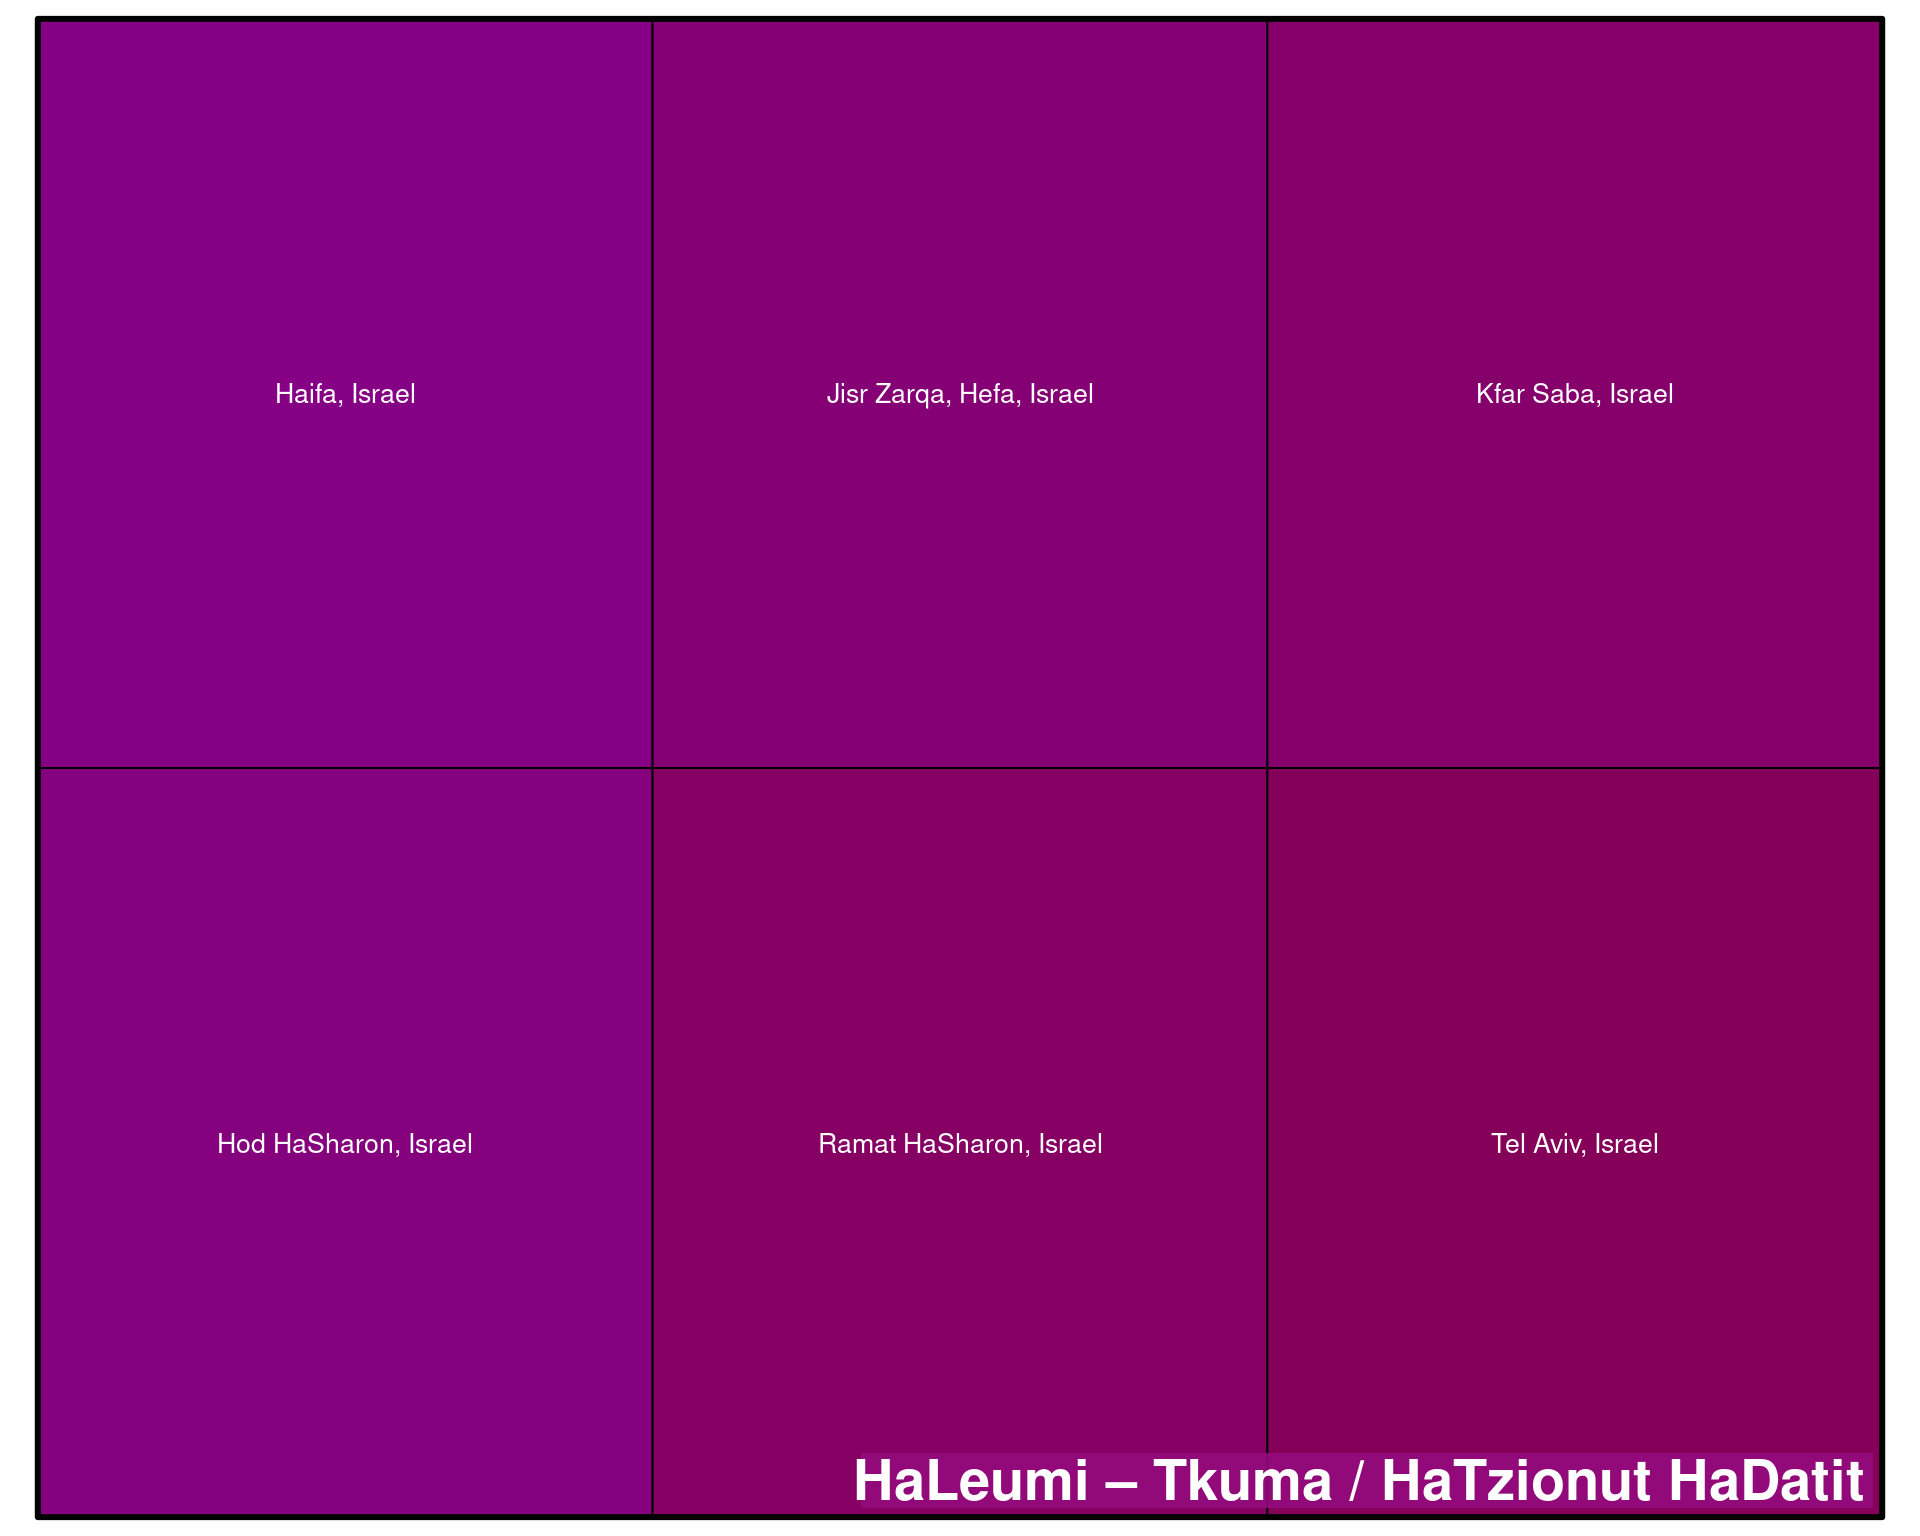 Haifa, Israel
Jisr Zarqa, Hefa, Israel
Kfar Saba, Israel
Hod HaSharon, Israel
Ramat HaSharon, Israel
Tel Aviv, Israel
HaLeumi – Tkuma / HaTzionut HaDatit